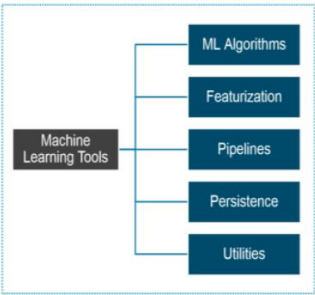 ML Algorithms
Featurization
Machine
Learning Tools
Pipelines
Persistence
Utilities